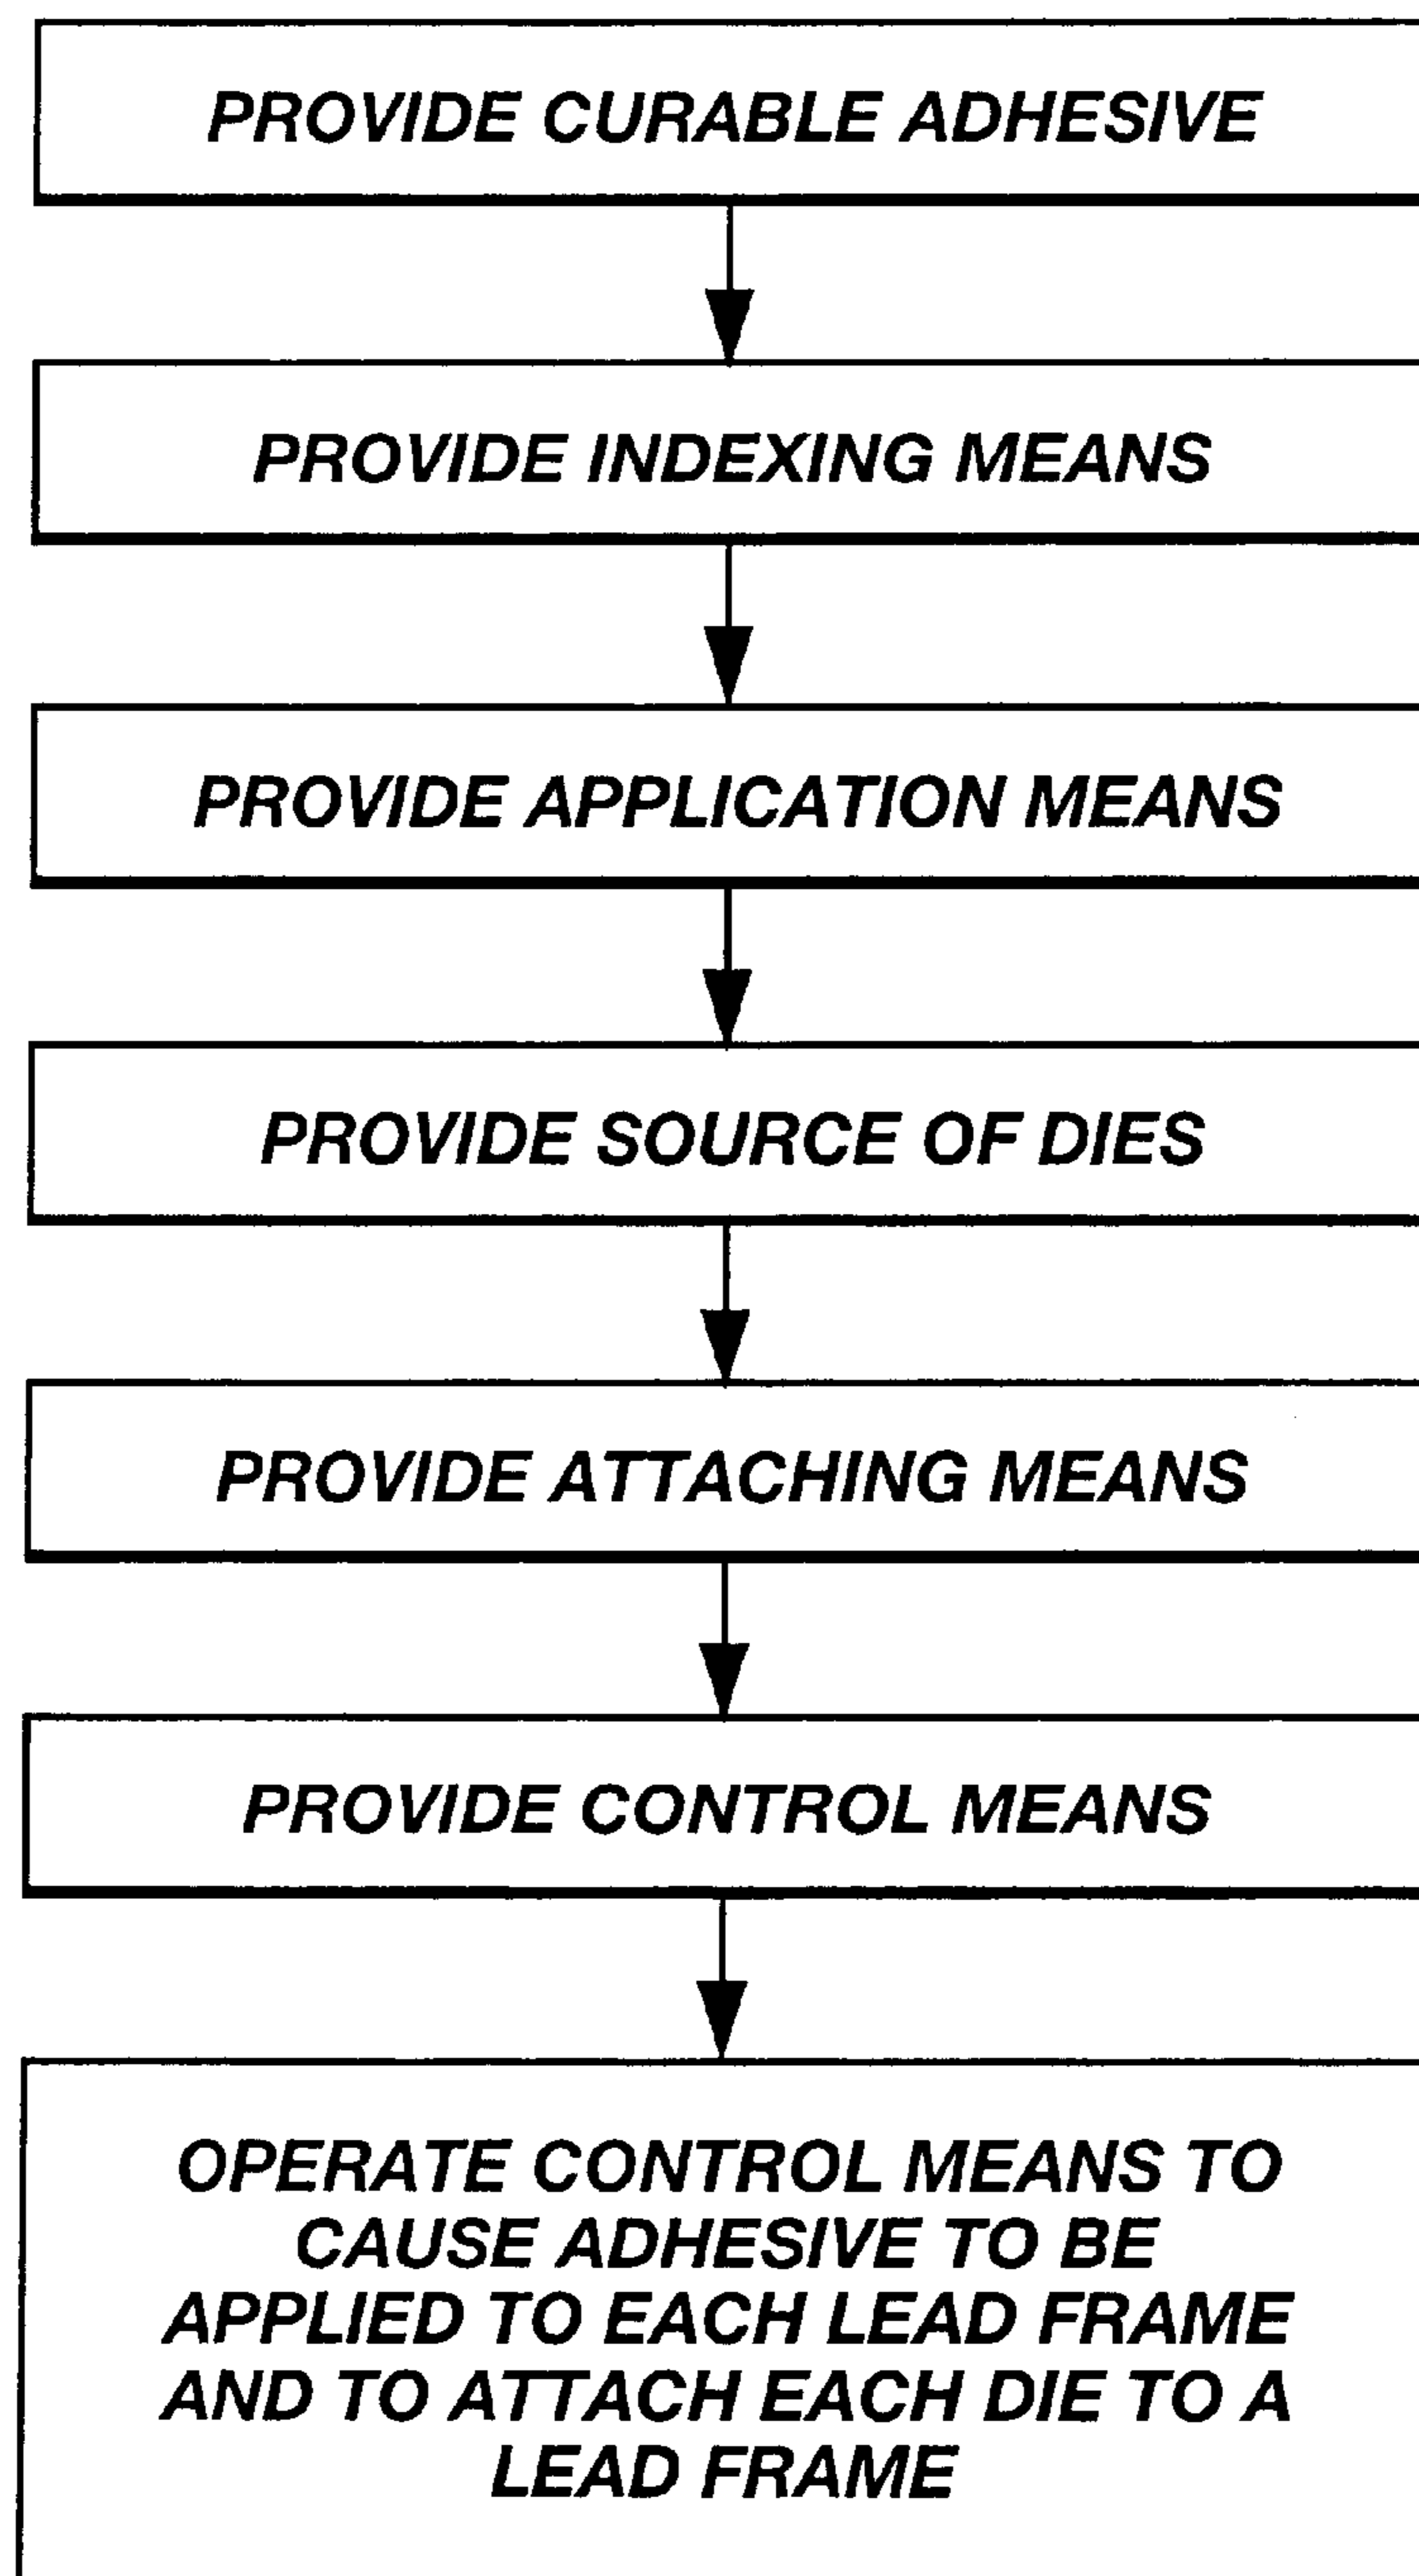 PROVIDE CURABLE ADHESIVE
PROVIDE INDEXING MEANS
PROVIDE APPLICATION MEANS
PROVIDE SOURCE OF DIES
PROVIDE ATTACHING MEANS
PROVIDE CONTROL MEANS
OPERATE CONTROL MEANS TO
CAUSE ADHESIVE TO BE
APPLIED TO EACH LEAD FRAME
AND TO ATTACH EACH DIE TO A
LEAD FRAME